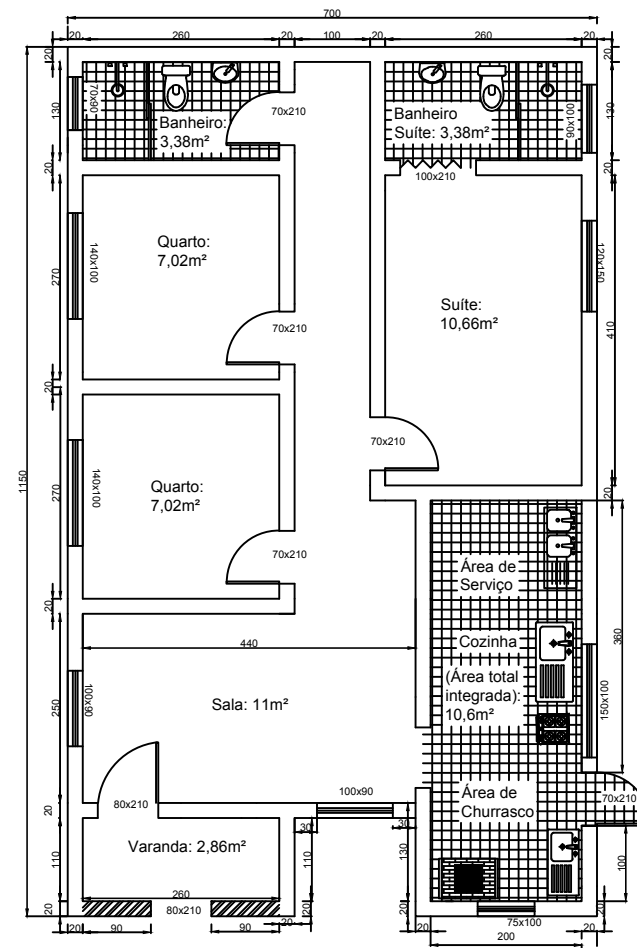 700
20
260
20
100
20
260
20
20
20
70x90
130
Banheiro:
3,38m²
70x210
Banheiro
Suíte: 3,38m²
90x100
130
100x210
20
20
Quarto:
7,02m²
140x100
270
70x210
Suíte:
10,66m²
120x150
410
20
1150
70x210
Quarto:
7,02m²
140x100
270
70x210
20
20
Área de
Serviço
360
440
Cozinha
(Área total
integrada):
10,6m²
150x100
Sala: 11m²
100x90
250
100x90
80x210
Área de
Churrasco
70x210
20
30
30
Varanda: 2,86m²
110
110
130
100
260
80x210
20
20
20
90
90
75x100
20
200
20